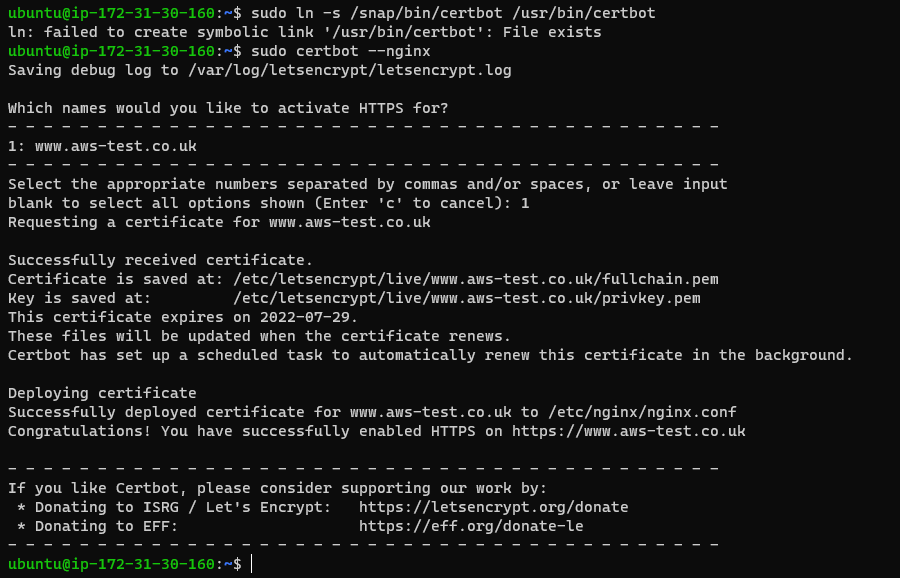 ubuntu@ip-172-31-30-160:~$ sudo ln -s /snap/bin/certbot /usr/bin/certbot
ln: failed to create symbolic link '/usr/bin/certbot': File exists
ubuntu@ip-172-31-30-160:~$ sudo certbot --nginx
Saving debug log to /var/log/letsencrypt/letsencrypt.log

Which names would you like to activate HTTPS for?
- - - - - - - - - - - - - - - - - - - - - - - - - - - - - - - - - - - - - - - -
1: www.aws-test.co.uk
- - - - - - - - - - - - - - - - - - - - - - - - - - - - - - - - - - - - - - - -
Select the appropriate numbers separated by commas and/or spaces, or leave input
blank to select all options shown (Enter 'c' to cancel): 1
Requesting a certificate for www.aws-test.co.uk

Successfully received certificate.
Certificate is saved at: /etc/letsencrypt/live/www.aws-test.co.uk/fullchain.pem
Key is saved at:         /etc/letsencrypt/live/www.aws-test.co.uk/privkey.pem
This certificate expires on 2022-07-29.
These files will be updated when the certificate renews.
Certbot has set up a scheduled task to automatically renew this certificate in the background.

Deploying certificate
Successfully deployed certificate for www.aws-test.co.uk to /etc/nginx/nginx.conf
Congratulations! You have successfully enabled HTTPS on https://www.aws-test.co.uk

- - - - - - - - - - - - - - - - - - - - - - - - - - - - - - - - - - - - - - - -
If you like Certbot, please consider supporting our work by:
 * Donating to ISRG / Let's Encrypt:   https://letsencrypt.org/donate
 * Donating to EFF:                    https://eff.org/donate-le
- - - - - - - - - - - - - - - - - - - - - - - - - - - - - - - - - - - - - - - -
ubuntu@ip-172-31-30-160:~$